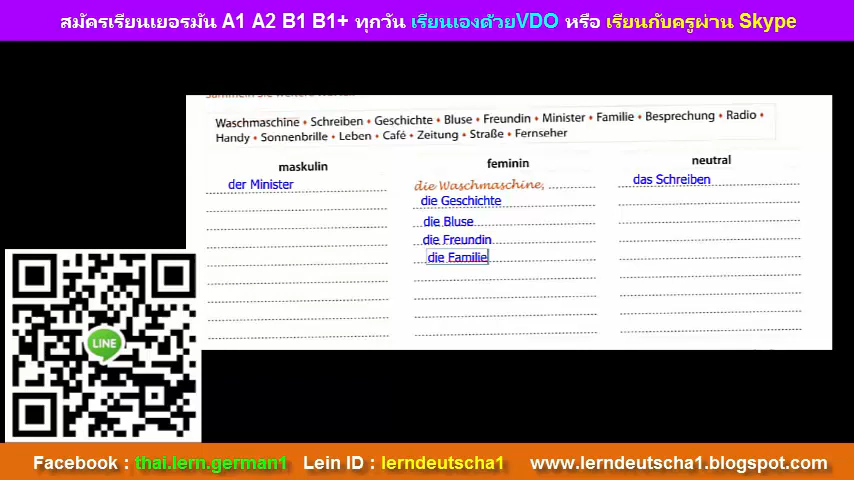 สมัครเรียนเยอรมัน A1 A2 B1 B1+ ทุกวัน เรียนเองด้วยVDO หรือ เรียนกับครูผ่าน Skype
Waschmaschine • Schreiben • Geschichte • Bluse • Freundin • Minister • Familie • Besprechung • Radio •
Handy • Sonnenbrille • Leben • Café • Zeitung • Straße • Fernseher
maskulin feminin neutral
der Minister die Waschmaschine, das Schreiben
die Geschichte
die Bluse
die Freundin
die Familie
LINE
Facebook : thai.lern.german1 Lein ID : lerndeutscha1 www.lerndeutscha1.blogspot.com